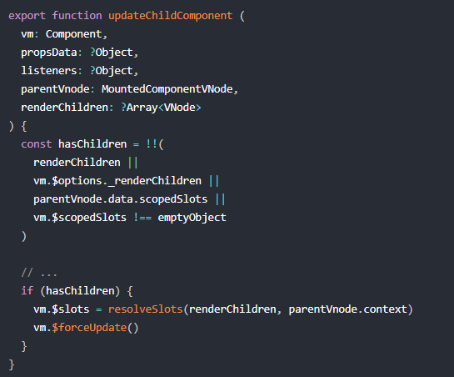 export function updateChildComponent (
  vm: Component,
  propsData: ?Object,
  listeners: ?Object,
  parentVnode: MountedComponentVNode,
  renderChildren: ?Array<VNode>
) {
  const hasChildren = !!(
    renderChildren ||
    vm.$options._renderChildren ||
    parentVnode.data.scopedSlots ||
    vm.$scopedSlots !== emptyObject
  )

  // ...
  if (hasChildren) {
    vm.$slots = resolveSlots(renderChildren, parentVnode.context)
    vm.$forceUpdate()
  }
}